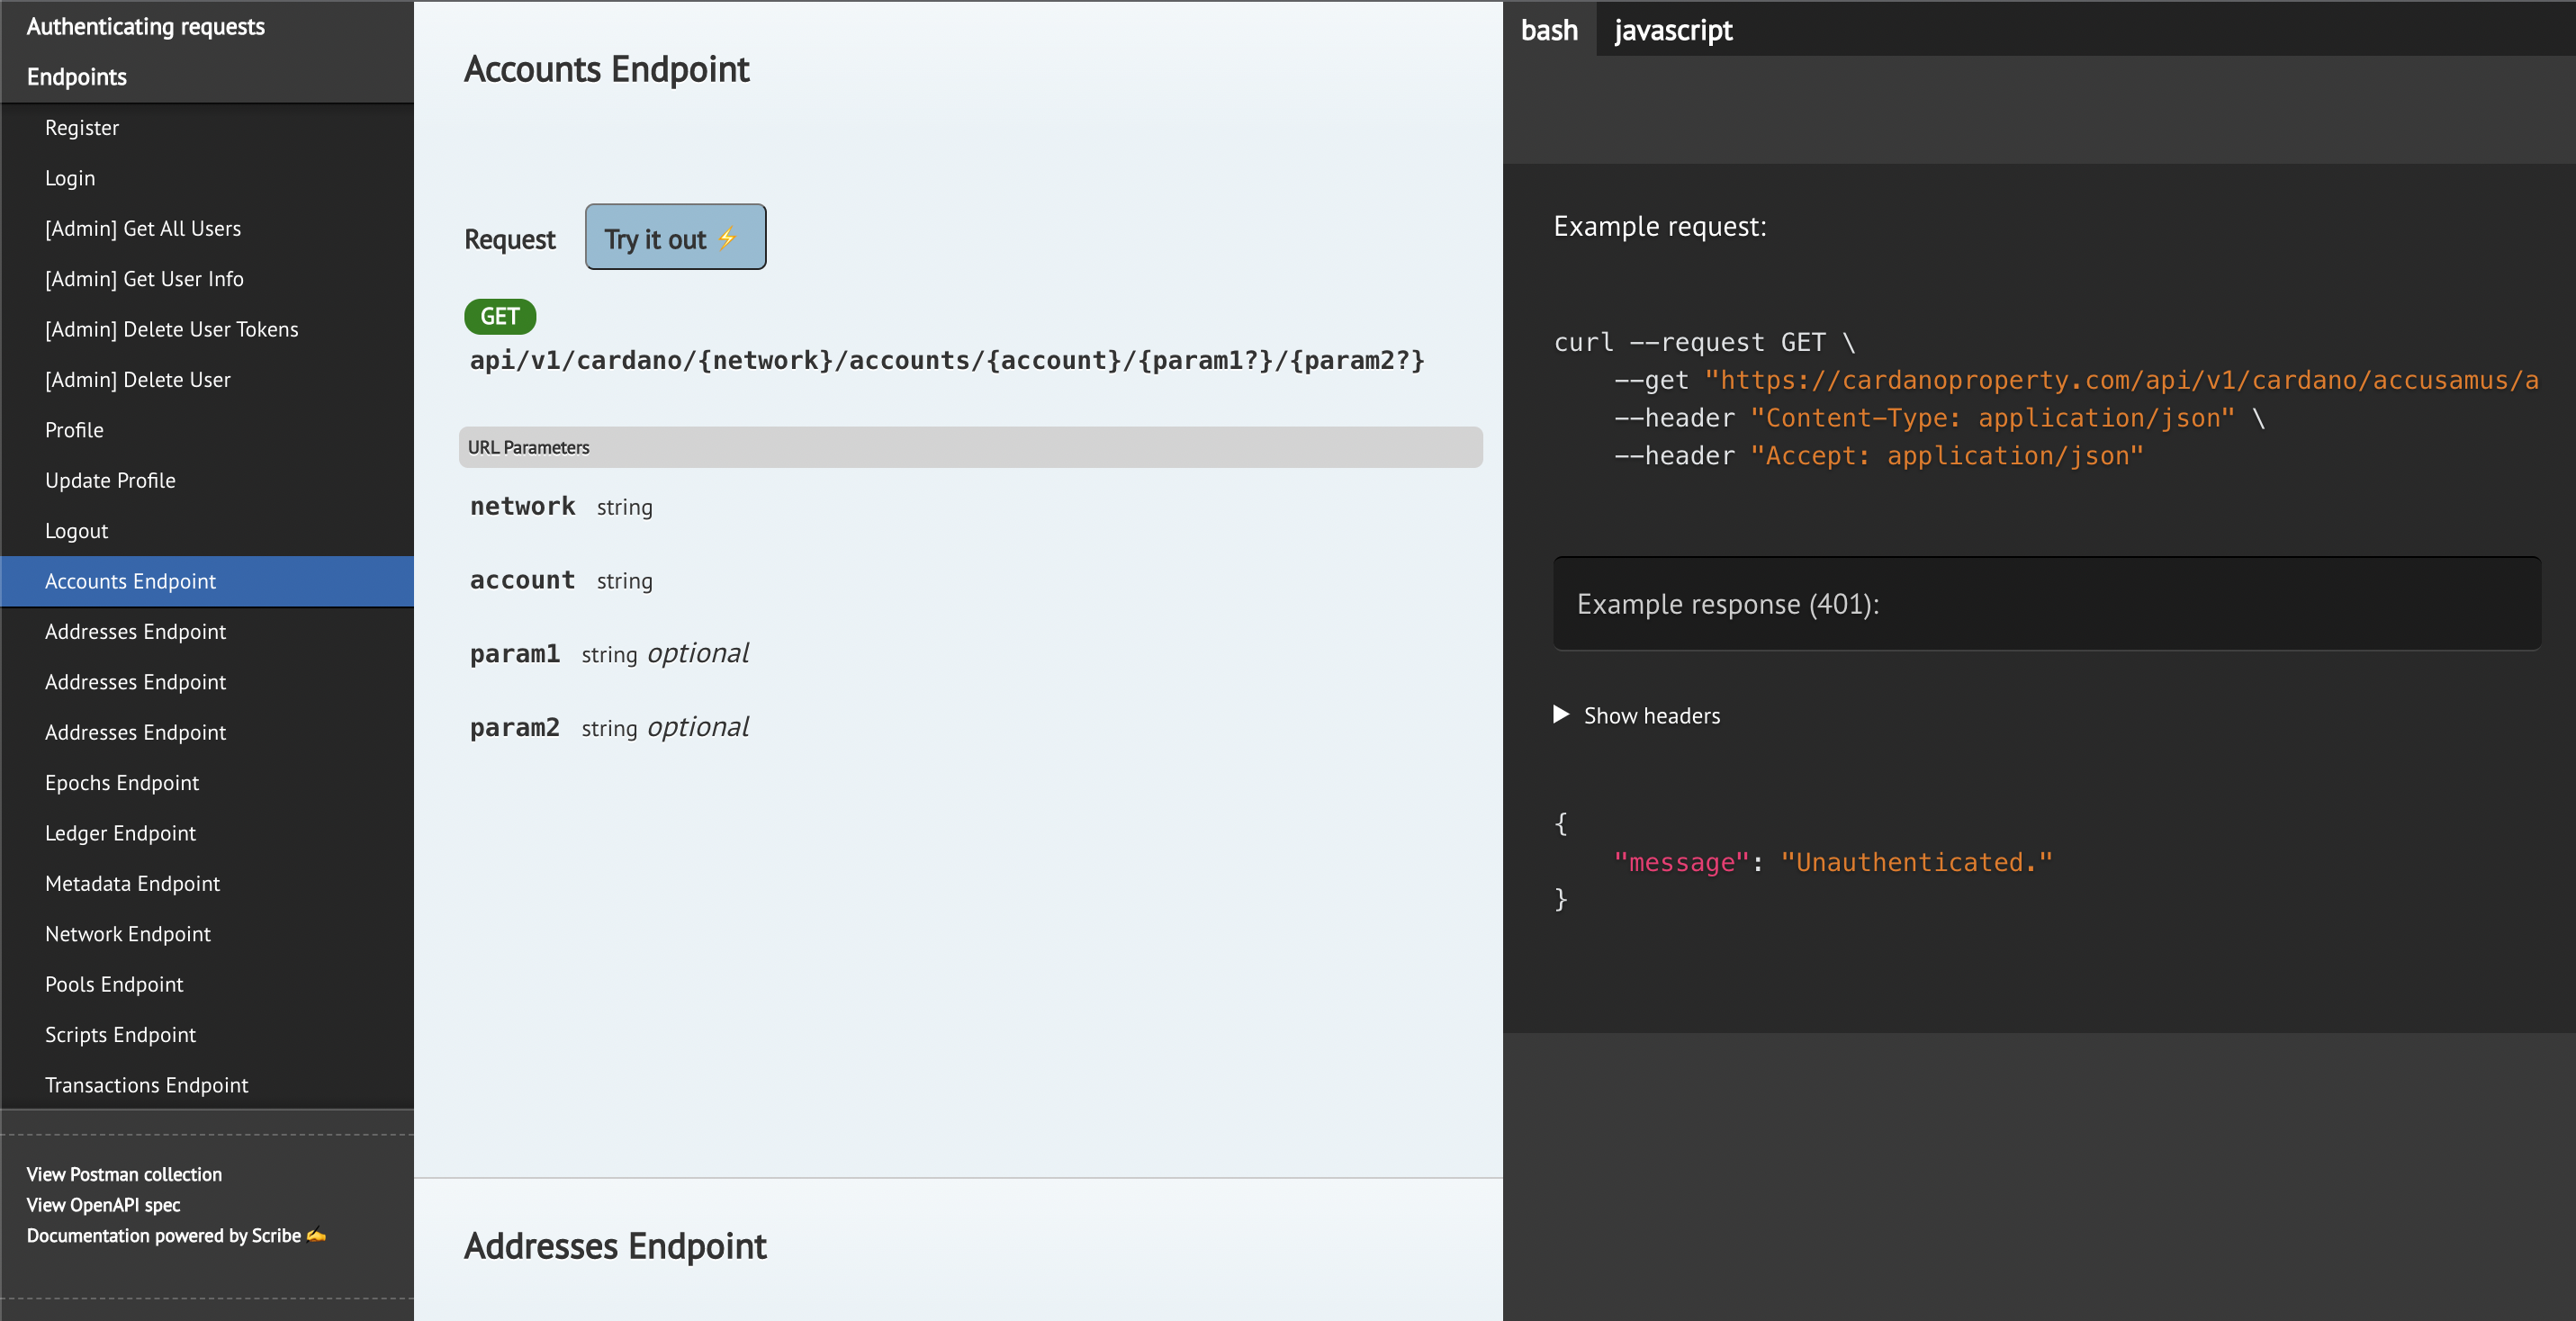 Authenticating requests
Endpoints
Register
Login
[Admin] Get All Users
[Admin] Get User Info
[Admin] Delete User Tokens
[Admin] Delete User
Profile
Update Profile
Logout
Accounts Endpoint
Addresses Endpoint
Addresses Endpoint
Addresses Endpoint
Epochs Endpoint
Ledger Endpoint
Metadata Endpoint
Network Endpoint
Pools Endpoint
Scripts Endpoint
Transactions Endpoint
View Postman collection
View OpenAPI spec
Documentation powered by Scribe ✍
Accounts Endpoint
Request Try it out ⚡
GET
api/v1/cardano/{network}/accounts/{account}/{param1?}/{param2?}
URL Parameters
network string
account string
param1 string optional
param2 string optional
Addresses Endpoint
bash javascript
Example request:
curl --request GET \
--get "https://cardanoproperty.com/api/v1/cardano/accusamus/a
--header "Content-Type: application/json" \
--header "Accept: application/json"
Example response (401):
▶ Show headers
{
"message": "Unauthenticated."
}